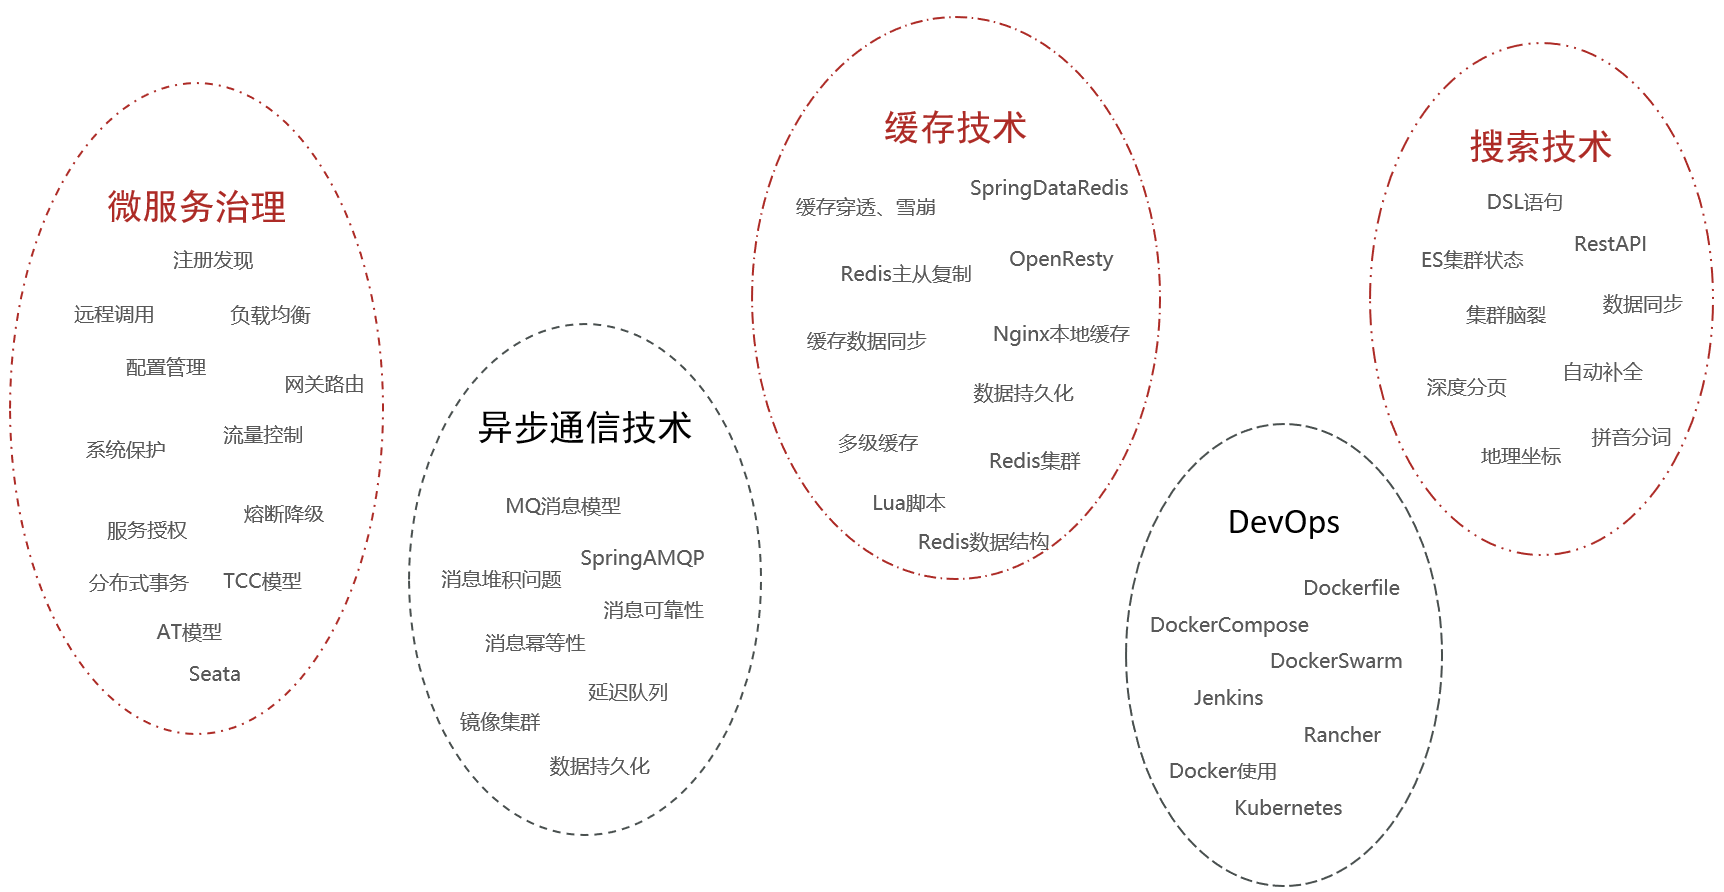 微服务治理
注册发现
远程调用
负载均衡
配置管理
网关路由
流量控制
系统保护
熔断降级
服务授权
分布式事务
TCC模型
AT模型
Seata
异步通信技术
MQ消息模型
SpringAMQP
消息堆积问题
消息可靠性
消息幂等性
延迟队列
镜像集群
数据持久化
缓存技术
SpringDataRedis
缓存穿透、雪崩
OpenResty
Redis主从复制
Nginx本地缓存
缓存数据同步
数据持久化
多级缓存
Redis集群
Lua脚本
Redis数据结构
DevOps
Dockerfile
DockerCompose
DockerSwarm
Jenkins
Rancher
Docker使用
Kubernetes
搜索技术
DSL语句
RestAPI
ES集群状态
数据同步
集群脑裂
自动补全
深度分页
拼音分词
地理坐标